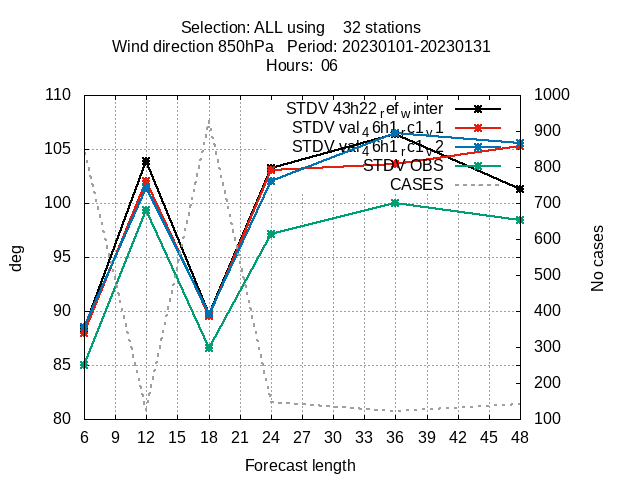 Selection: ALL using    32 stations
Wind direction 850hPa   Period: 20230101-20230131
Hours:  06
110
105
100
95
90
85
80
deg
STDV 43h22_ref_winter
STDV val_46h1_rc1_v1
STDV val_46h1_rc1_v2
STDV OBS
CASES
1000
900
800
700
600
500
400
300
200
100
No cases
6 9 12 15 18 21 24 27 30 33 36 39 42 45 48
Forecast length